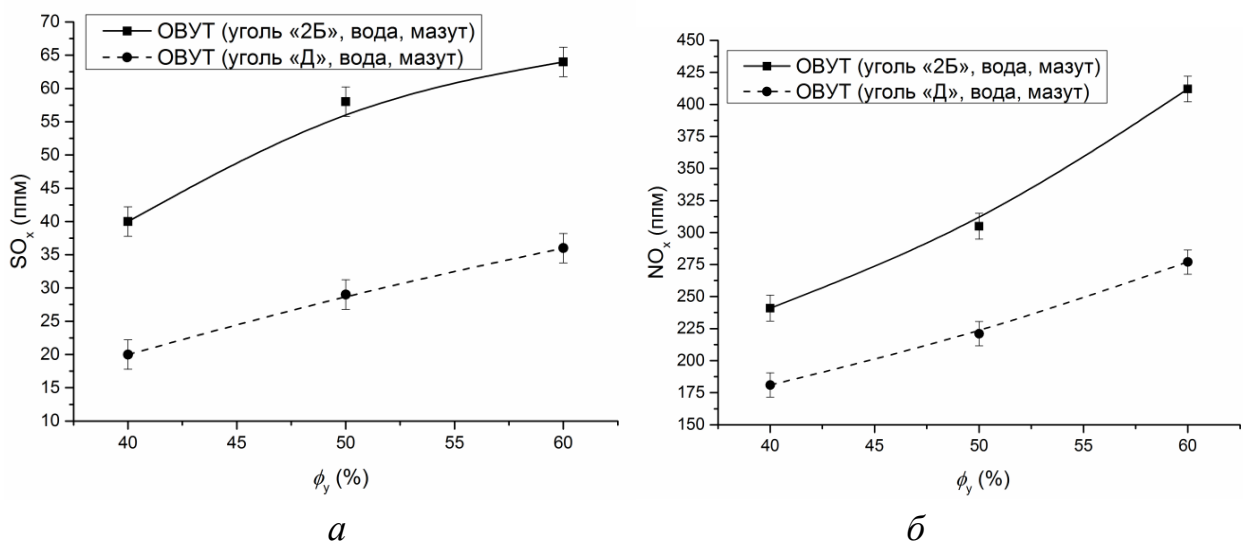 70
65
60
55
50
45
40
35
30
25
20
15
10
SOₓ (ппм)
ОВУТ (уголь «2Б», вода, мазут)
ОВУТ (уголь «Д», вода, мазут)
40 45 50 55 60
ϕᵧ (%)
а
450
425
400
375
350
325
300
275
250
225
200
175
150
NOₓ (ппм)
ОВУТ (уголь «2Б», вода, мазут)
ОВУТ (уголь «Д», вода, мазут)
40 45 50 55 60
ϕᵧ (%)
б